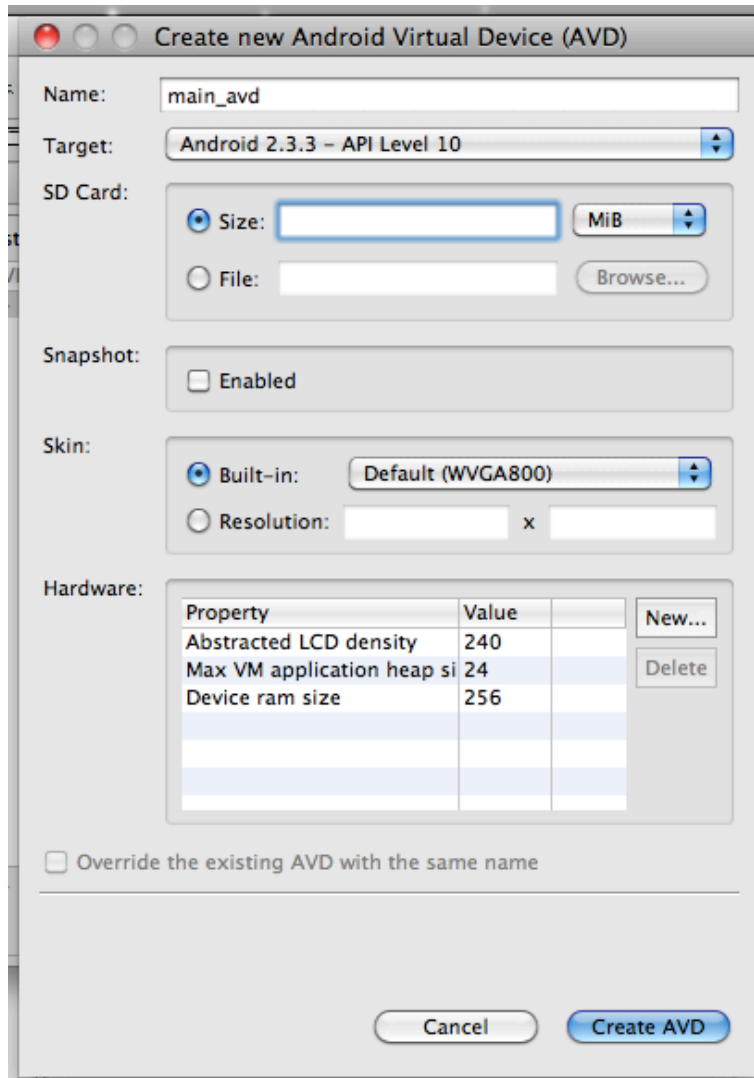 Create new Android Virtual Device (AVD)
Name: main_avd
Target: Android 2.3.3 – API Level 10
SD Card:
Size: MiB
File: Browse...
Snapshot:
Enabled
Skin:
Built-in: Default (WVGA800)
Resolution: x
Hardware:
Property Value New...
Abstracted LCD density 240
Max VM application heap si 24 Delete
Device ram size 256
Override the existing AVD with the same name
Cancel Create AVD